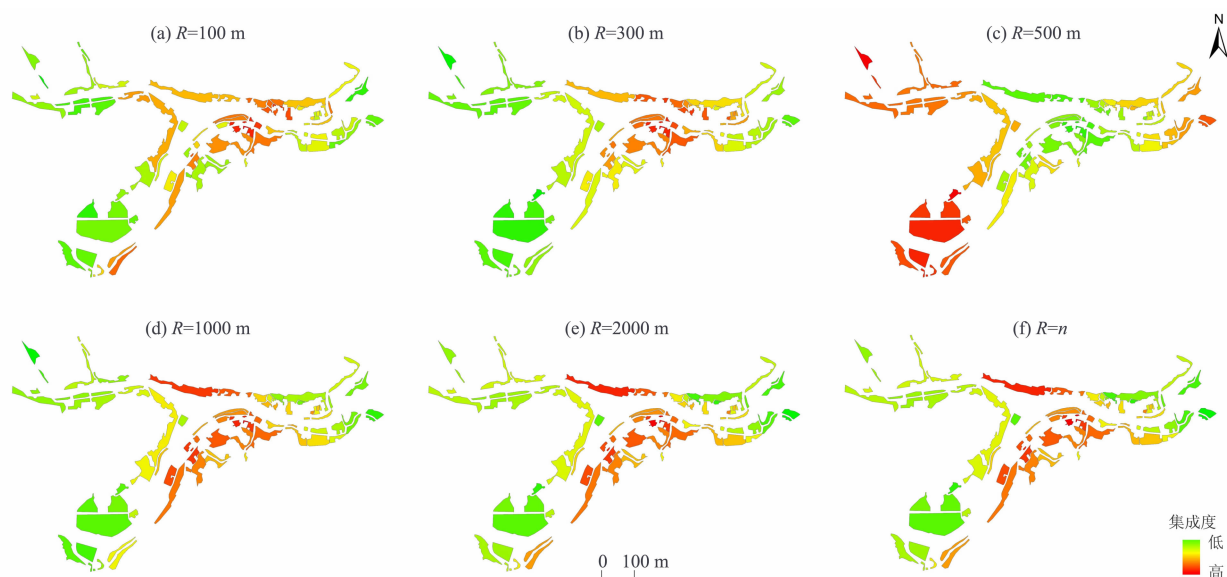 (a) R=100 m
(b) R=300 m
(c) R=500 m
N
(d) R=1000 m
(e) R=2000 m
(f) R=n
集成度
低
高
0 100 m